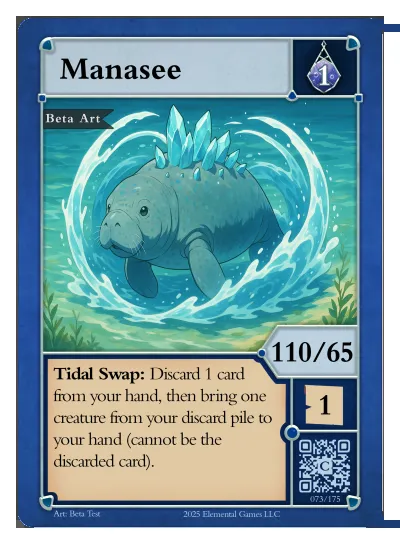 Manasee
1
Beta Art
110/65
Tidal Swap: Discard 1 card
from your hand, then bring one
creature from your discard pile to
your hand (cannot be the
discarded card).
1
C
073/175
Art: Beta Test
2025 Elemental Games LLC